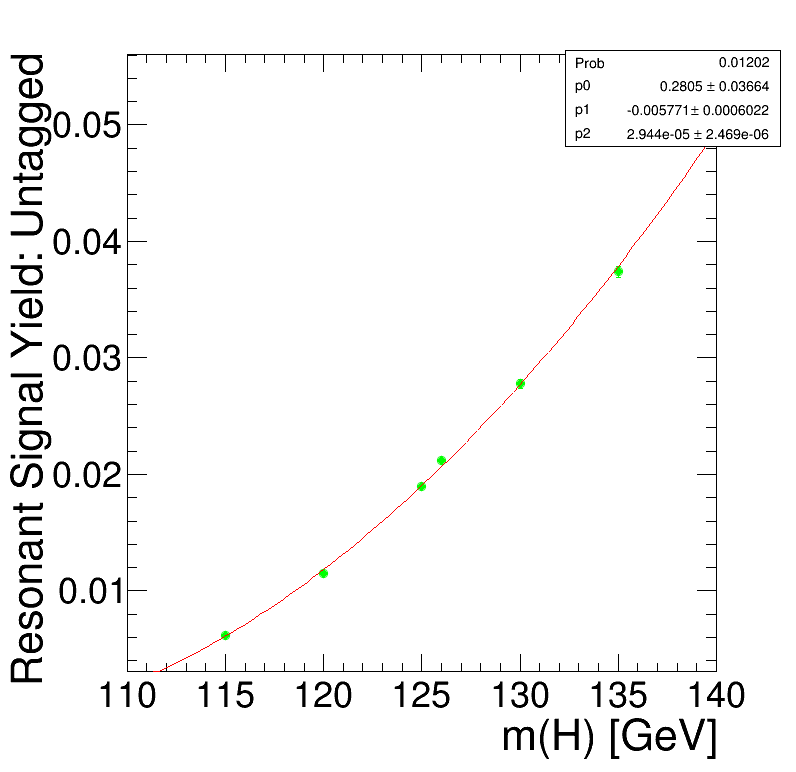 Prob 0.01202
p0 0.2805 ± 0.03664
p1 -0.005771± 0.0006022
p2 2.944e-05 ± 2.469e-06
Resonant Signal Yield: Untagged
0.05
0.04
0.03
0.02
0.01
110 115 120 125 130 135 140
m(H) [GeV]